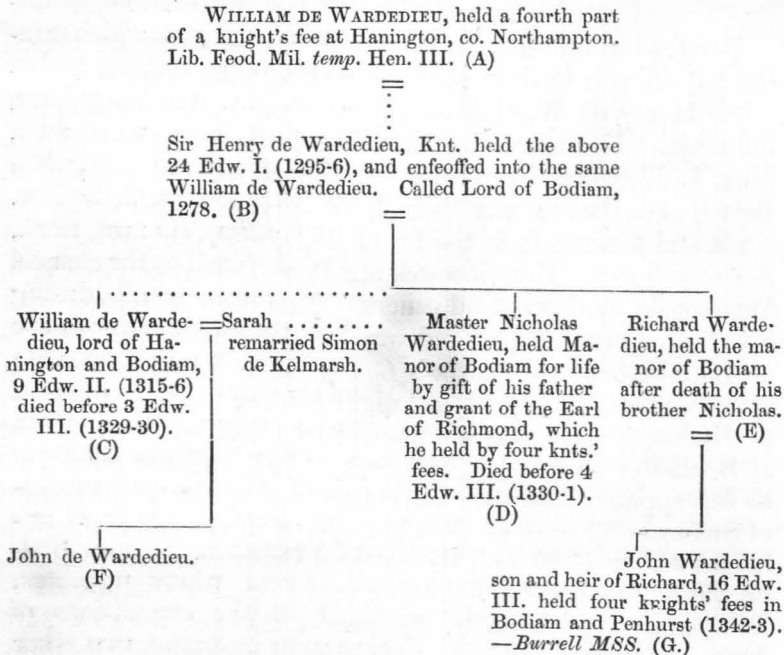 WILLIAM DE WARDEDIEU, held a fourth part
of a knight's fee at Hanington, co. Northampton.
Lib. Feod. Mil. temp. Hen. III. (A)
Sir Henry de Wardedieu, Knt. held the above
24 Edw. I. (1295-6), and enfeoffed into the same
William de Wardedieu. Called Lord of Bodiam,
1278. (B)
William de Warde-
dieu, lord of Ha-
nington and Bodiam,
9 Edw. II. (1315-6)
died before 3 Edw.
III. (1329-30).
(C)
=Sarah ........
remarried Simon
de Kelmarsh.
Master Nicholas
Wardedieu, held Ma-
nor of Bodiam for life
by gift of his father
and grant of the Earl
of Richmond, which
he held by four knts.'
fees. Died before 4
Edw. III. (1330-1).
(D)
Richard Warde-
dieu, held the ma-
nor of Bodiam
after death of his
brother Nicholas.
(E)
John de Wardedieu.
(F)
John Wardedieu,
son and heir of Richard, 16 Edw.
III. held four knights' fees in
Bodiam and Penhurst (1342-3).
—Burrell MSS. (G.)